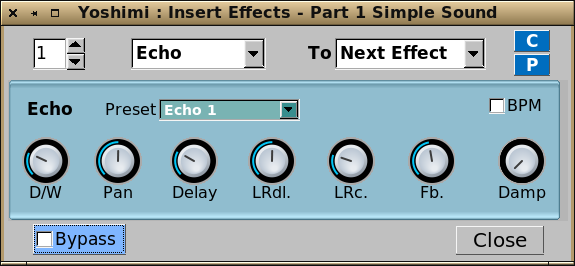 Yoshimi : Insert Effects - Part 1 Simple Sound
1 Echo To Next Effect C
P
Echo Preset Echo 1 BPM
D/W Pan Delay LRdl. LRc. Fb. Damp
Bypass Close